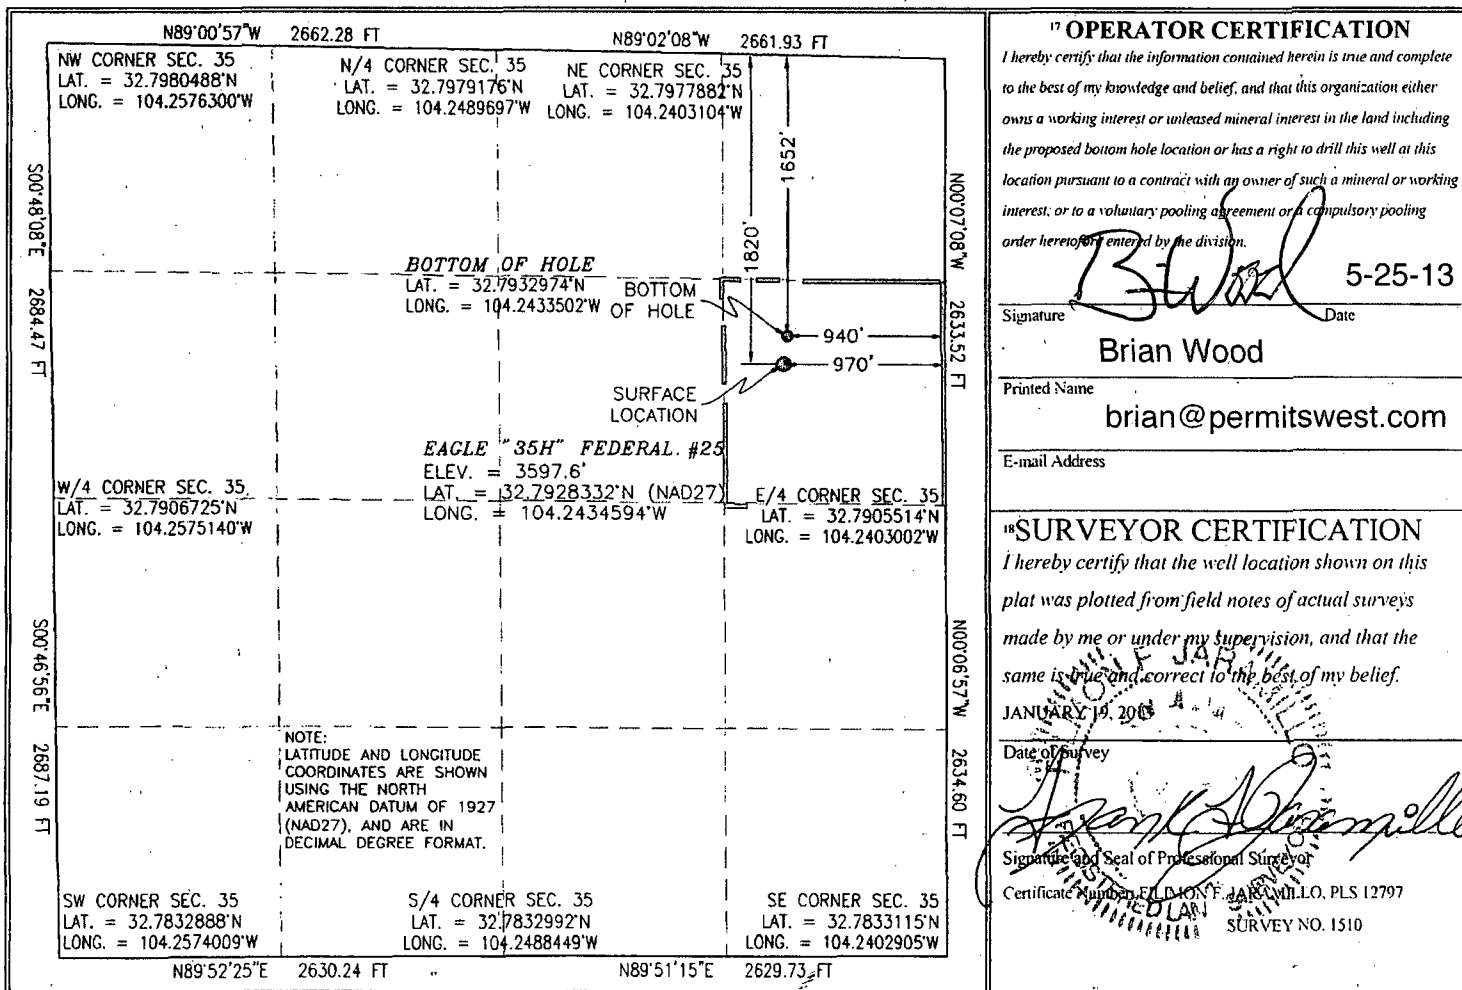 N89°00'57"W 2662.28 FT
N89°02'08"W 2661.93 FT
NW CORNER SEC. 35
LAT. = 32.7980488°N
LONG. = 104.2576300°W
N/4 CORNER SEC. 35
LAT. = 32.7979176°N
LONG. = 104.2489697°W
NE CORNER SEC. 35
LAT. = 32.7977882°N
LONG. = 104.2403104°W
1652'
1820'
S00°48'08"E 2684.47 FT
N00°07'08"W 2633.52 FT
BOTTOM OF HOLE
LAT. = 32.7932974°N
LONG. = 104.2433502°W
BOTTOM
OF HOLE
940'
970'
SURFACE
LOCATION
EAGLE "35H" FEDERAL. #25
ELEV. = 3597.6'
LAT. = 32.7928332°N (NAD27)
LONG. = 104.2434594°W
W/4 CORNER SEC. 35
LAT. = 32.7906725°N
LONG. = 104.2575140°W
E/4 CORNER SEC. 35
LAT. = 32.7905514°N
LONG. = 104.2403002°W
S00°46'56"E 2687.19 FT
N00°06'57"W 2634.60 FT
NOTE:
LATITUDE AND LONGITUDE
COORDINATES ARE SHOWN
USING THE NORTH
AMERICAN DATUM OF 1927
(NAD27), AND ARE IN
DECIMAL DEGREE FORMAT.
SW CORNER SEC. 35
LAT. = 32.7832888°N
LONG. = 104.2574009°W
S/4 CORNER SEC. 35
LAT. = 32.7832992°N
LONG. = 104.2488449°W
SE CORNER SEC. 35
LAT. = 32.7833115°N
LONG. = 104.2402905°W
N89°52'25"E 2630.24 FT
N89°51'15"E 2629.73 FT
17 OPERATOR CERTIFICATION
I hereby certify that the information contained herein is true and complete
to the best of my knowledge and belief, and that this organization either
owns a working interest or unleased mineral interest in the land including
the proposed bottom hole location or has a right to drill this well at this
location pursuant to a contract with an owner of such a mineral or working
interest, or to a voluntary pooling agreement or a compulsory pooling
order heretofore entered by the division.
B Wood
5-25-13
Signature Date
Brian Wood
Printed Name
brian@permitswest.com
E-mail Address
18 SURVEYOR CERTIFICATION
I hereby certify that the well location shown on this
plat was plotted from field notes of actual surveys
made by me or under my supervision, and that the
same is true and correct to the best of my belief.
JANUARY 19,
Date of Survey
Signature and Seal of Professional Surveyor
Certificate Number FILIMON F. JARAMILLO, PLS 12797
SURVEY NO. 1510